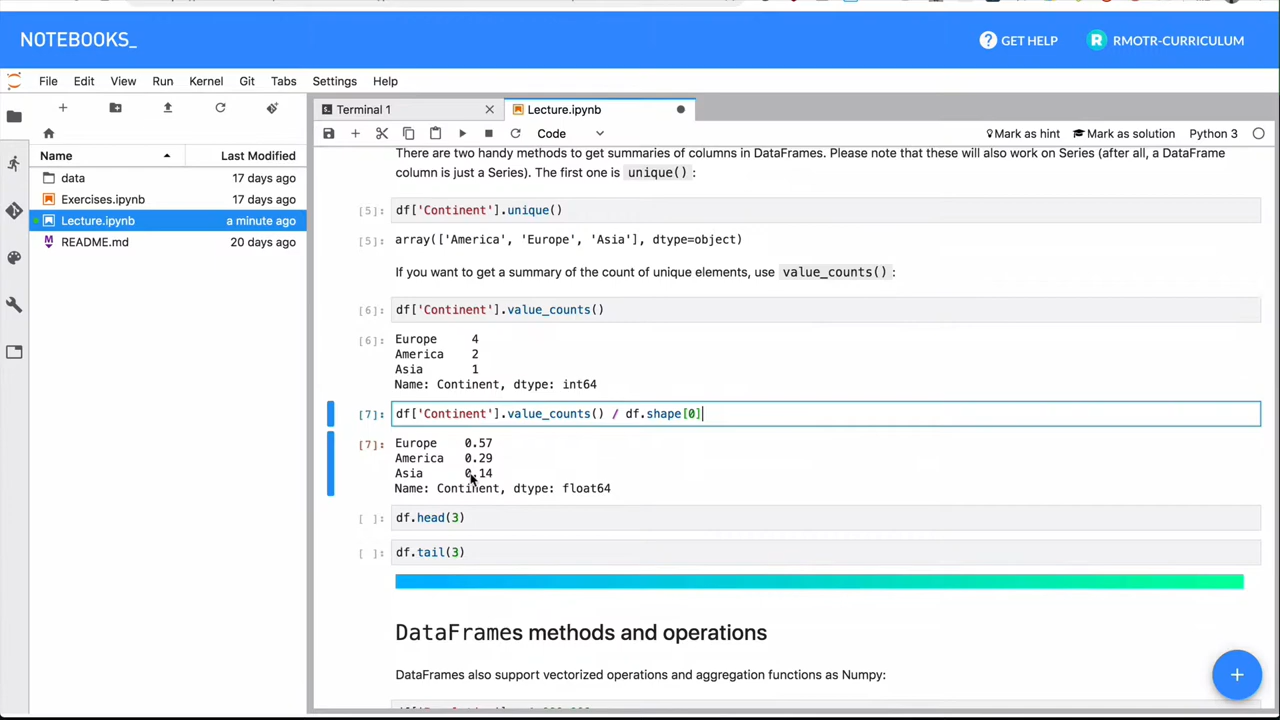 NOTEBOOKS_
GET HELP
R RMOTR-CURRICULUM
File Edit View Run Kernel Git Tabs Settings Help
Name Last Modified
data 17 days ago
Exercises.ipynb 17 days ago
Lecture.ipynb a minute ago
README.md 20 days ago
Terminal 1
Lecture.ipynb
Code
Mark as hint
Mark as solution
Python 3
There are two handy methods to get summaries of columns in DataFrames. Please note that these will also work on Series (after all, a DataFrame
column is just a Series). The first one is unique() :
[5]: df['Continent'].unique()
[5]: array(['America', 'Europe', 'Asia'], dtype=object)
If you want to get a summary of the count of unique elements, use value_counts() :
[6]: df['Continent'].value_counts()
[6]: Europe 4
America 2
Asia 1
Name: Continent, dtype: int64
[7]: df['Continent'].value_counts() / df.shape[0]
[7]: Europe 0.57
America 0.29
Asia 0.14
Name: Continent, dtype: float64
[ ]: df.head(3)
[ ]: df.tail(3)
DataFrames methods and operations
DataFrames also support vectorized operations and aggregation functions as Numpy: